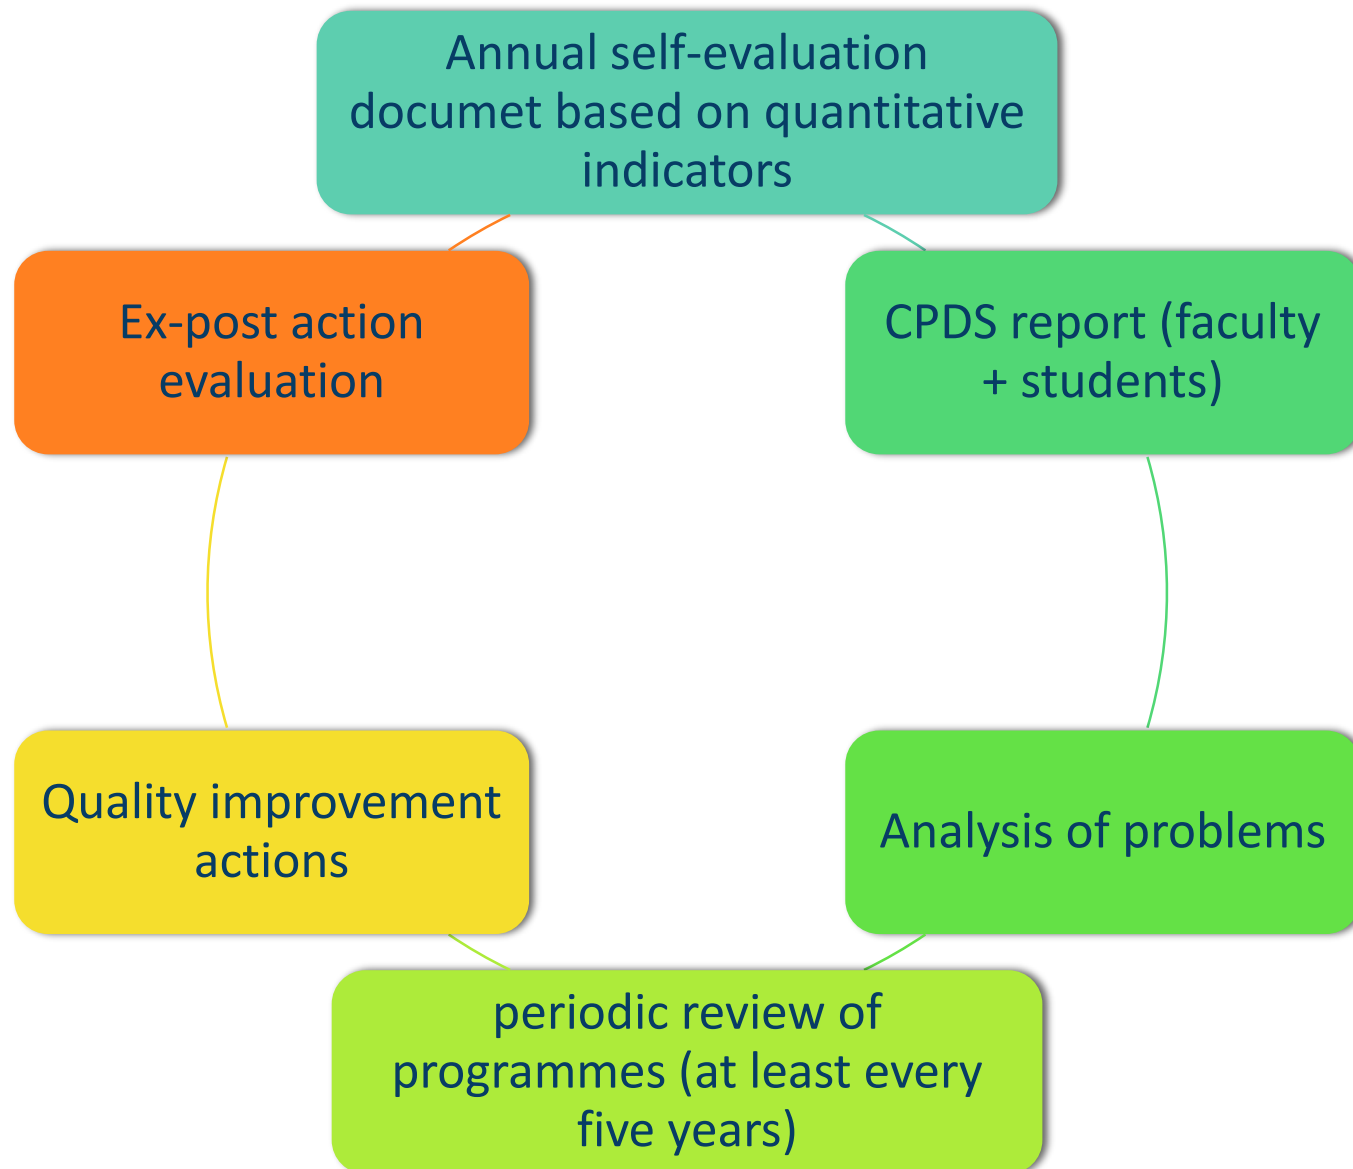 Annual self-evaluation
documet based on quantitative
indicators
CPDS report (faculty
+ students)
Analysis of problems
periodic review of
programmes (at least every
five years)
Quality improvement
actions
Ex-post action
evaluation